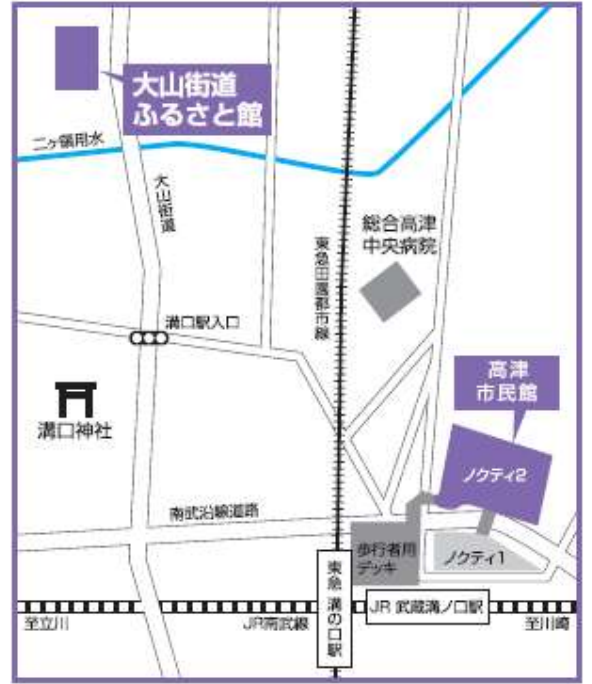 大山街道
ふるさと館
二ヶ領用水
大山街道
総合高津
中央病院
東急田園都市線
溝口駅入口
高津
市民館
溝口神社
ノクティ2
南武沿線道路
歩行者用
デッキ
ノクティ1
東急 溝の口駅
JR 武蔵溝ノ口駅
至立川
JR南武線
至川崎